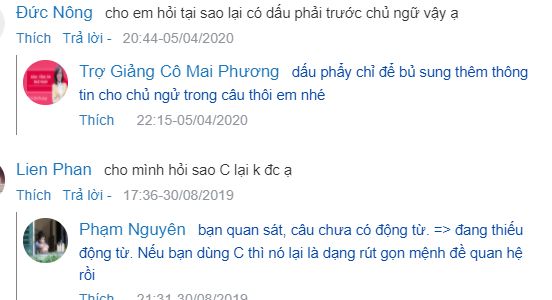 Đức Nông cho em hỏi tại sao lại có dấu phải trước chủ ngữ vậy ạ
Thích Trả lời - 20:44-05/04/2020
Trợ Giảng Cô Mai Phương dấu phẩy chỉ để bủ sung thêm thông
tin cho chủ ngử trong câu thôi em nhé
Thích 22:15-05/04/2020
Lien Phan cho mình hỏi sao C lại k đc ạ
Thích Trả lời - 17:36-30/08/2019
Phạm Nguyên bạn quan sát, câu chưa có động từ. => đang thiếu
động từ. Nếu bạn dùng C thì nó lại là dạng rút gọn mệnh đề quan hệ
rồi
Thích 21:31-30/08/2019